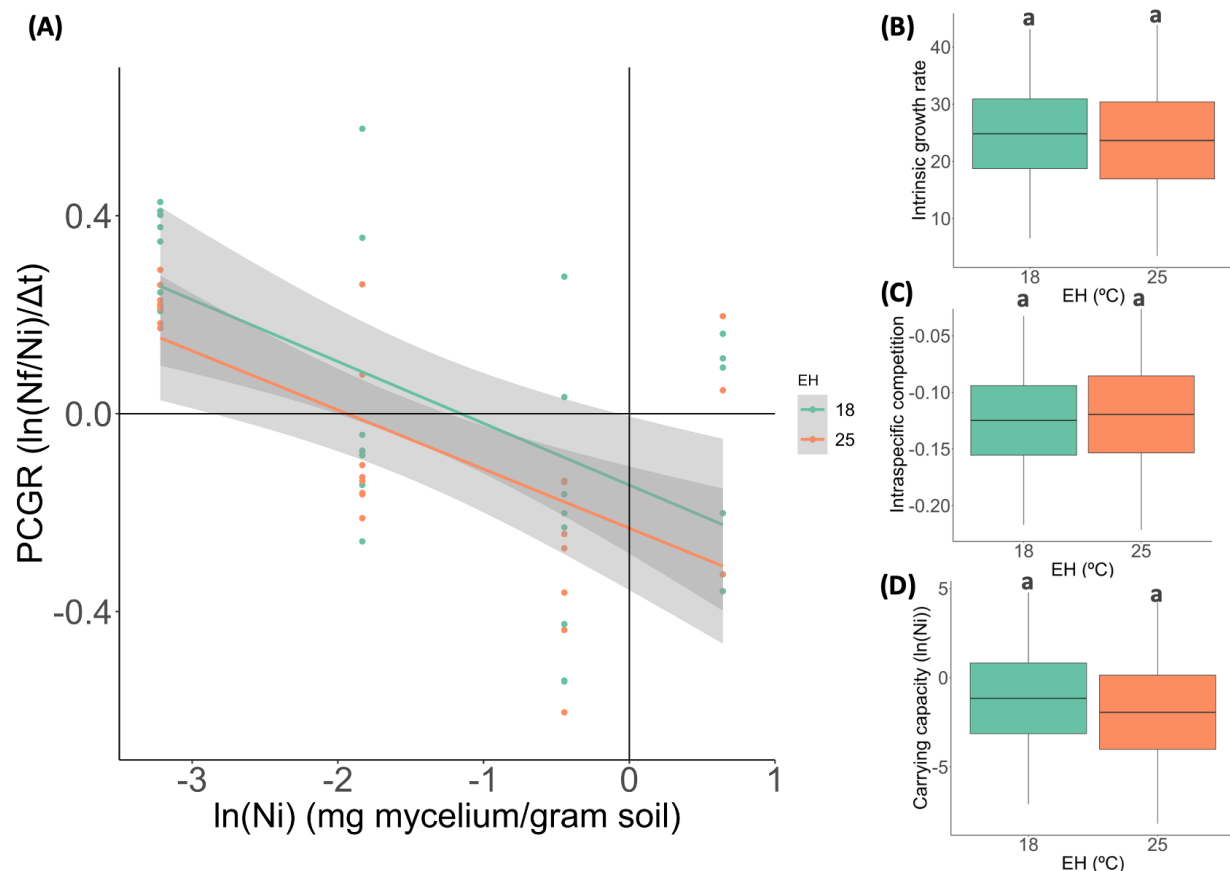 (A)
PCGR (ln(Nf/Ni)/Δt)
0.4
0.0
-0.4
-3
-2
-1
0
1
ln(Ni) (mg mycelium/gram soil)
EH
18
25
(B)
a
a
Intrinsic growth rate
40
30
20
10
18
25
EH (ºC)
(C)
a
a
Intraspecific competition
-0.05
-0.10
-0.15
-0.20
18
25
EH (ºC)
(D)
a
a
Carrying capacity (ln(Ni))
5
0
-5
18
25
EH (ºC)